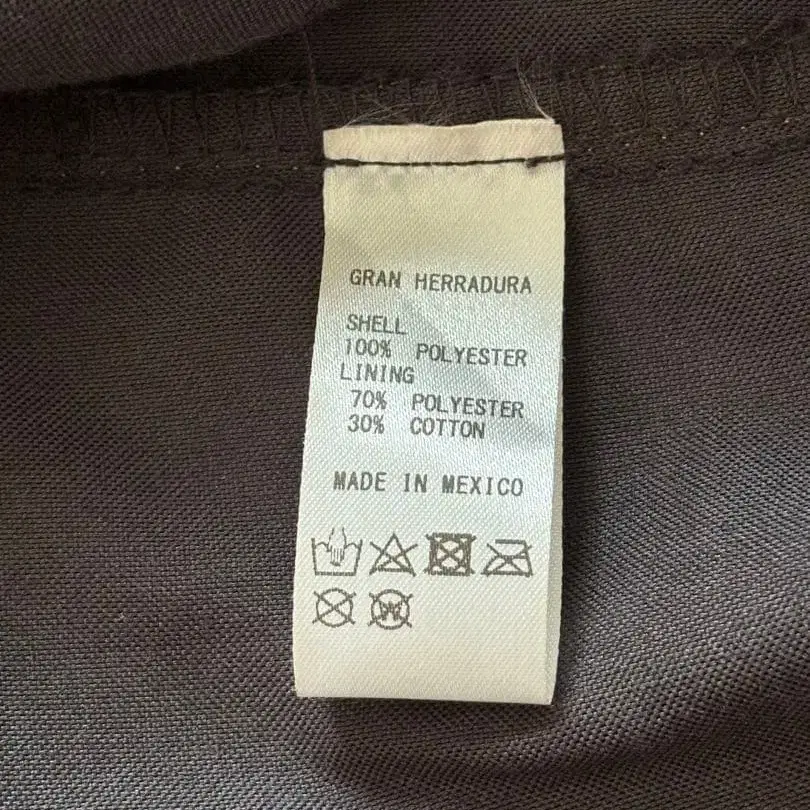 GRAN HERRADURA
SHELL
100% POLYESTER
LINING
70% POLYESTER
30% COTTON
MADE IN MEXICO
W